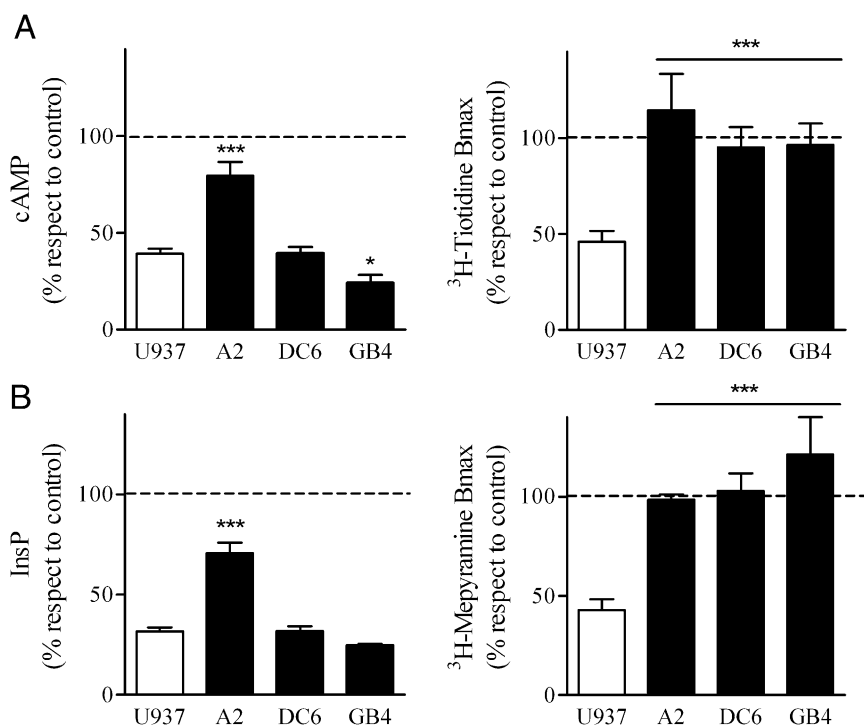 A
cAMP
(% respect to control)
100
50
0
***
*
U937 A2 DC6 GB4
³H-Tiotidine Bmax
(% respect to control)
100
50
0
***
U937 A2 DC6 GB4
B
InsP
(% respect to control)
100
50
0
***
U937 A2 DC6 GB4
³H-Mepyramine Bmax
(% respect to control)
100
50
0
***
U937 A2 DC6 GB4